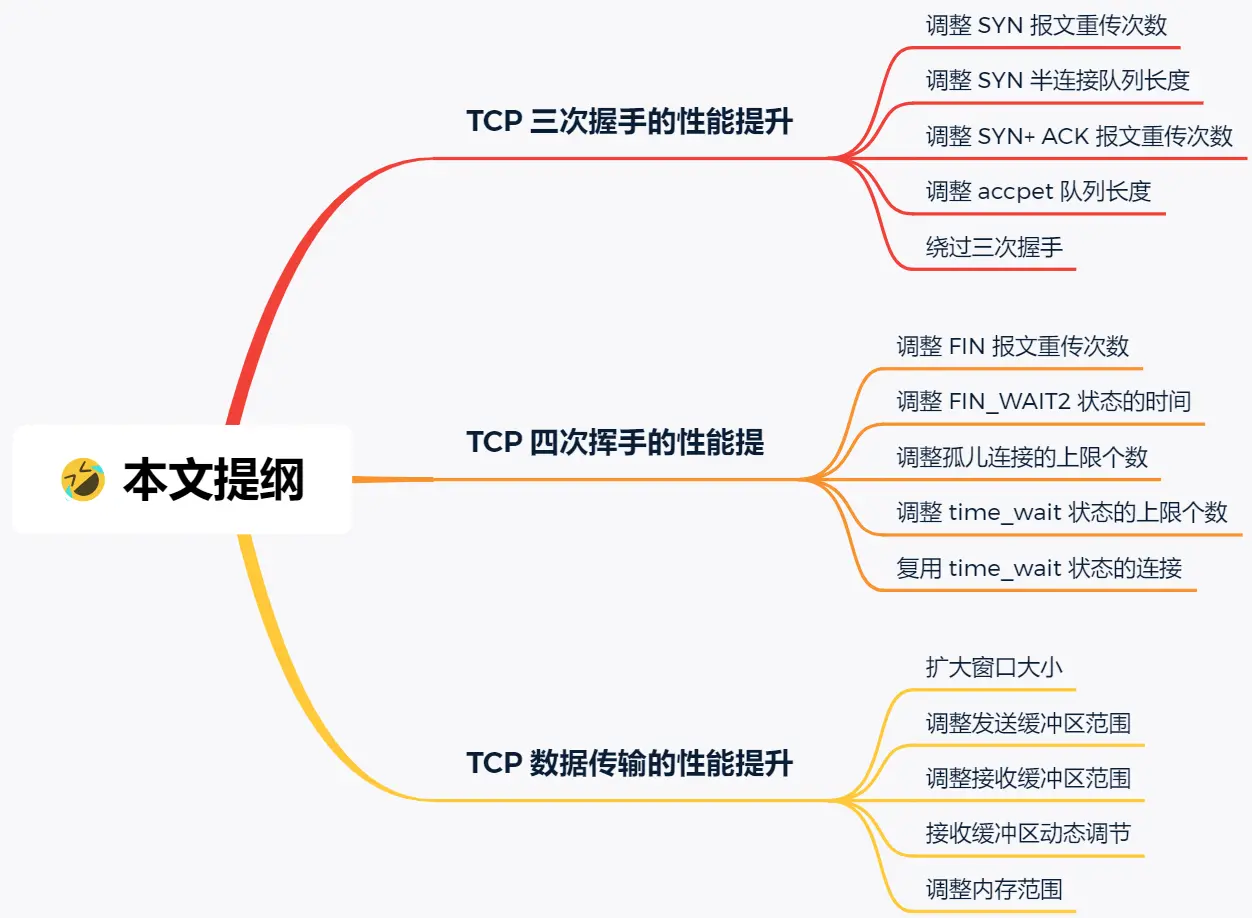 本文提纲
TCP 三次握手的性能提升
调整 SYN 报文重传次数
调整 SYN 半连接队列长度
调整 SYN+ ACK 报文重传次数
调整 accpet 队列长度
绕过三次握手
TCP 四次挥手的性能提
调整 FIN 报文重传次数
调整 FIN_WAIT2 状态的时间
调整孤儿连接的上限个数
调整 time_wait 状态的上限个数
复用 time_wait 状态的连接
TCP 数据传输的性能提升
扩大窗口大小
调整发送缓冲区范围
调整接收缓冲区范围
接收缓冲区动态调节
调整内存范围